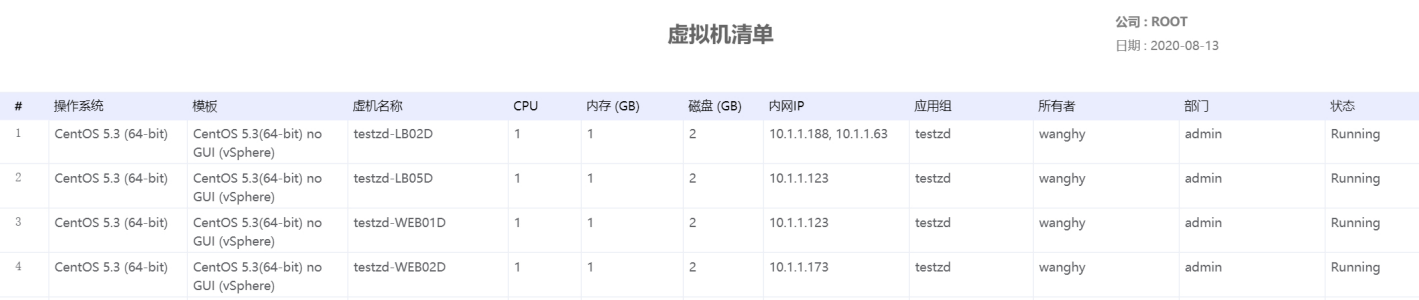 虚拟机清单
公司 : ROOT
日期 : 2020-08-13
# 操作系统 模板 虚机名称 CPU 内存 (GB) 磁盘 (GB) 内网IP 应用组 所有者 部门 状态
1 CentOS 5.3 (64-bit) CentOS 5.3(64-bit) no testzd-LB02D 1 1 2 10.1.1.188, 10.1.1.63 testzd wanghy admin Running
GUI (vSphere)
2 CentOS 5.3 (64-bit) CentOS 5.3(64-bit) no testzd-LB05D 1 1 2 10.1.1.123 testzd wanghy admin Running
GUI (vSphere)
3 CentOS 5.3 (64-bit) CentOS 5.3(64-bit) no testzd-WEB01D 1 1 2 10.1.1.123 testzd wanghy admin Running
GUI (vSphere)
4 CentOS 5.3 (64-bit) CentOS 5.3(64-bit) no testzd-WEB02D 1 1 2 10.1.1.173 testzd wanghy admin Running
GUI (vSphere)